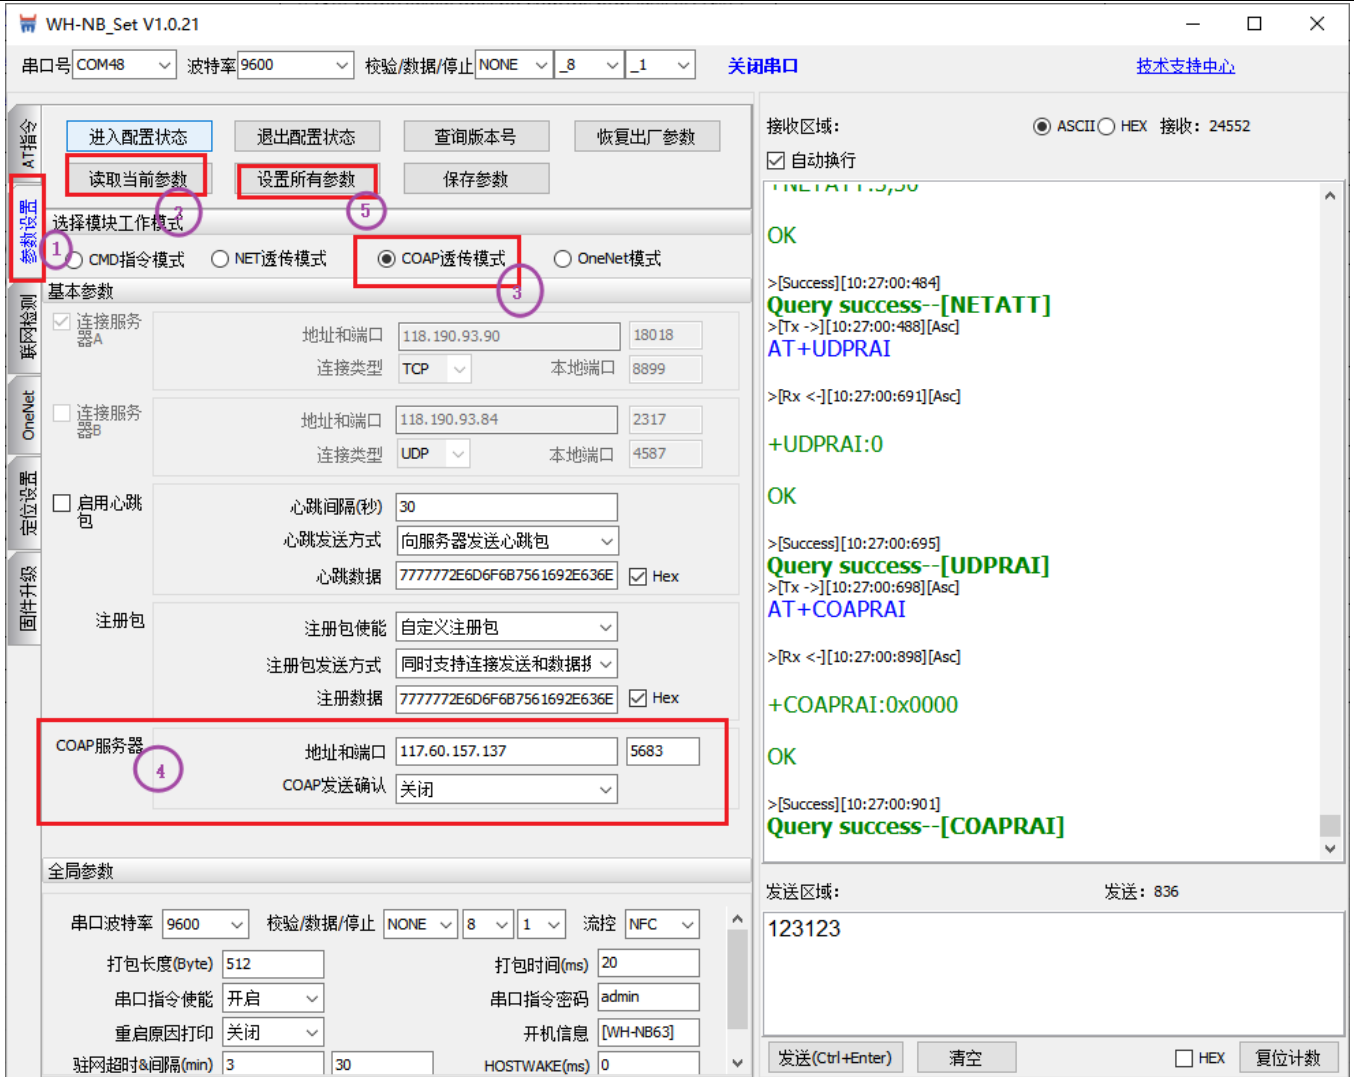 WH-NB_Set V1.0.21
串口号 COM48 波特率 9600 校验/数据/停止 NONE _8 _1 关闭串口 技术支持中心
AT指令
参数设置
联网检测
OneNet
定位设置
固件升级
进入配置状态 退出配置状态 查询版本号 恢复出厂参数
读取当前参数 设置所有参数 保存参数
2 5
选择模块工作模式
1 CMD指令模式 NET透传模式 COAP透传模式 OneNet模式
3
基本参数
连接服务器A
地址和端口 118.190.93.90 18018
连接类型 TCP 本地端口 8899
连接服务器B
地址和端口 118.190.93.84 2317
连接类型 UDP 本地端口 4587
启用心跳包
心跳间隔(秒) 30
心跳发送方式 向服务器发送心跳包
心跳数据 7777772E6D6F6B7561692E636E Hex
注册包
注册包使能 自定义注册包
注册包发送方式 同时支持连接发送和数据携
注册数据 7777772E6D6F6B7561692E636E Hex
COAP服务器
4
地址和端口 117.60.157.137 5683
COAP发送确认 关闭
全局参数
串口波特率 9600 校验/数据/停止 NONE 8 1 流控 NFC
打包长度(Byte) 512 打包时间(ms) 20
串口指令使能 开启 串口指令密码 admin
重启原因打印 关闭 开机信息 [WH-NB63]
驻网超时&间隔(min) 3 30 HOSTWAKE(ms) 0
接收区域: ASCII HEX 接收: 24552
自动换行
OK
>[Success][10:27:00:484]
Query success--[NETATT]
>[Tx ->][10:27:00:488][Asc]
AT+UDPRAI
>[Rx <-][10:27:00:691][Asc]
+UDPRAI:0
OK
>[Success][10:27:00:695]
Query success--[UDPRAI]
>[Tx ->][10:27:00:698][Asc]
AT+COAPRAI
>[Rx <-][10:27:00:898][Asc]
+COAPRAI:0x0000
OK
>[Success][10:27:00:901]
Query success--[COAPRAI]
发送区域: 发送: 836
123123
发送(Ctrl+Enter) 清空 HEX 复位计数